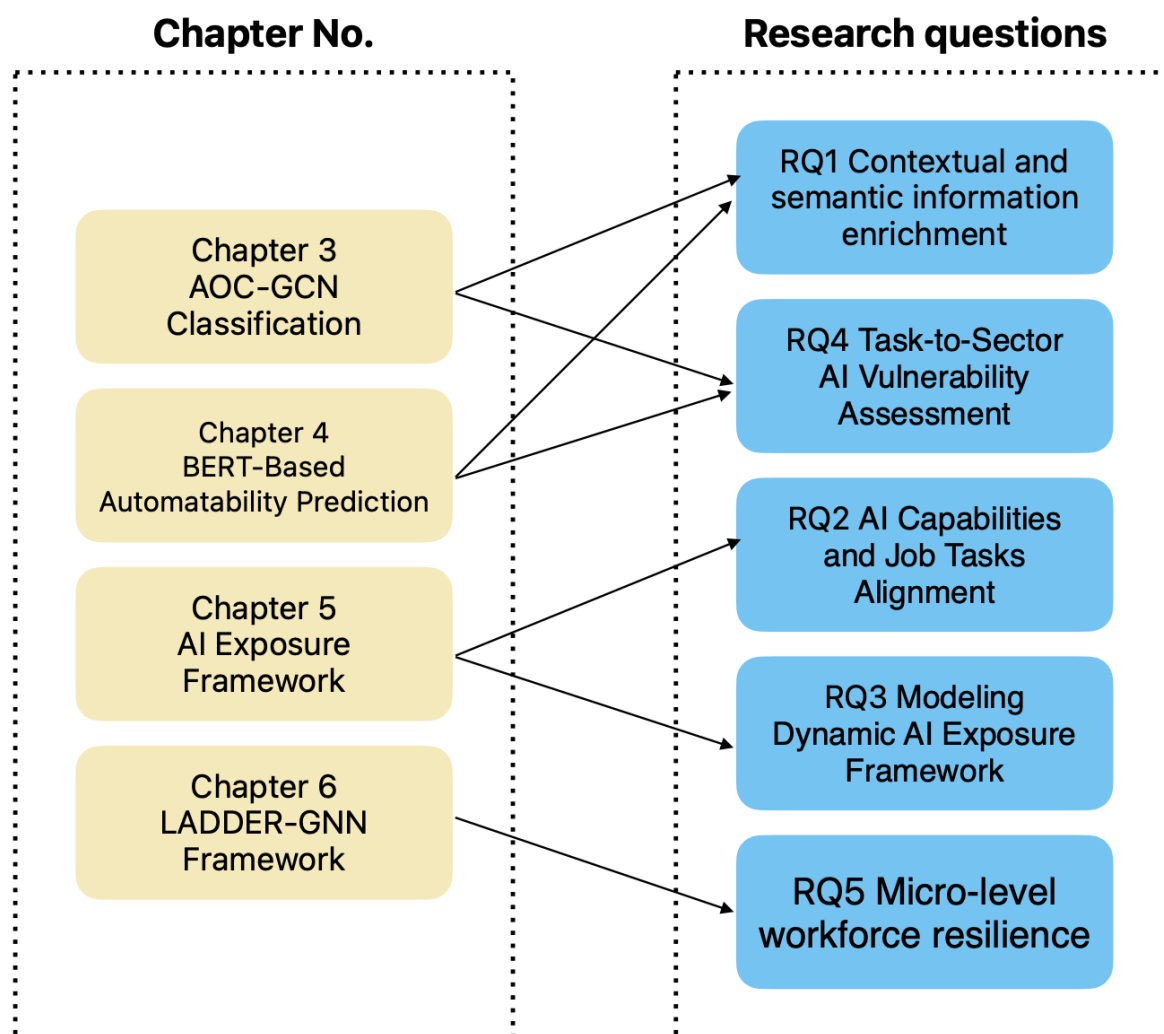 Chapter No.
Research questions
Chapter 3
AOC-GCN
Classification
Chapter 4
BERT-Based
Automatability Prediction
Chapter 5
AI Exposure
Framework
Chapter 6
LADDER-GNN
Framework
RQ1 Contextual and
semantic information
enrichment
RQ4 Task-to-Sector
AI Vulnerability
Assessment
RQ2 AI Capabilities
and Job Tasks
Alignment
RQ3 Modeling
Dynamic AI Exposure
Framework
RQ5 Micro-level
workforce resilience